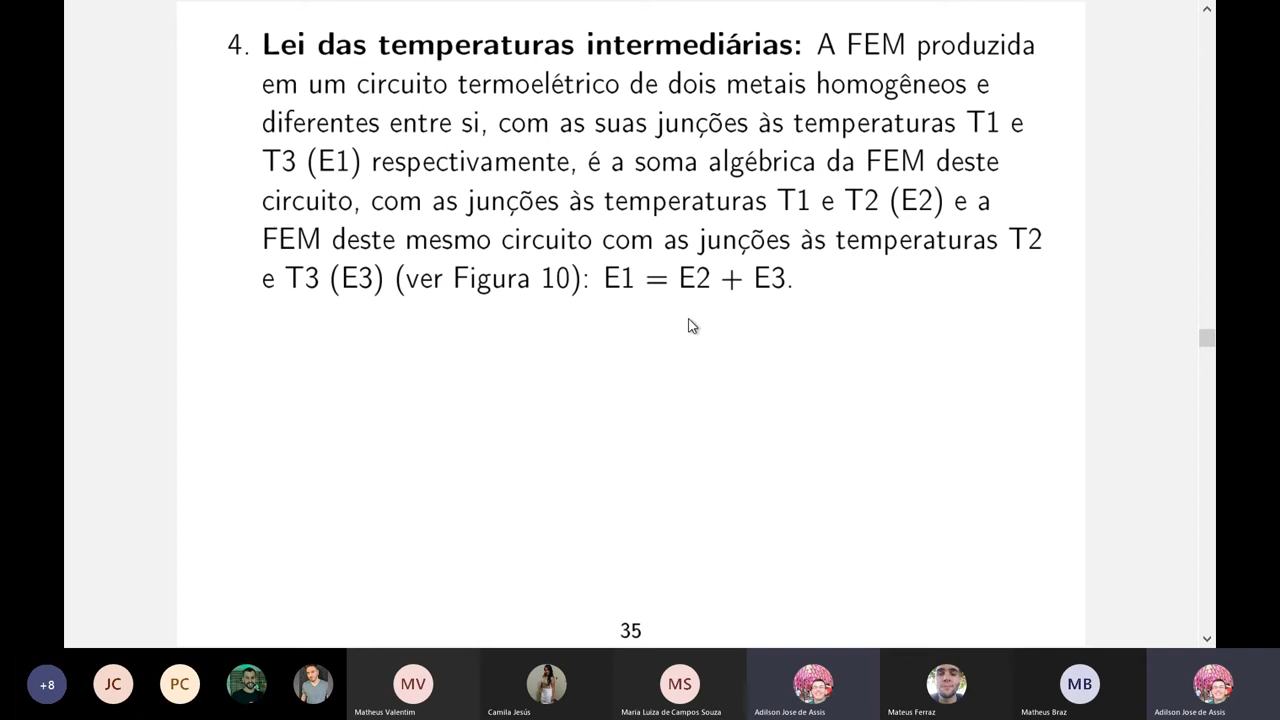 4. Lei das temperaturas intermediárias: A FEM produzida
em um circuito termoelétrico de dois metais homogêneos e
diferentes entre si, com as suas junções às temperaturas T1 e
T3 (E1) respectivamente, é a soma algébrica da FEM deste
circuito, com as junções às temperaturas T1 e T2 (E2) e a
FEM deste mesmo circuito com as junções às temperaturas T2
e T3 (E3) (ver Figura 10): E1 = E2 + E3.
35
+8 JC PC MV MS MB
Matheus Valentim Camila Jesús Maria Luiza de Campos Souza Adilson Jose de Assis Mateus Ferraz Matheus Braz Adilson Jose de Assis